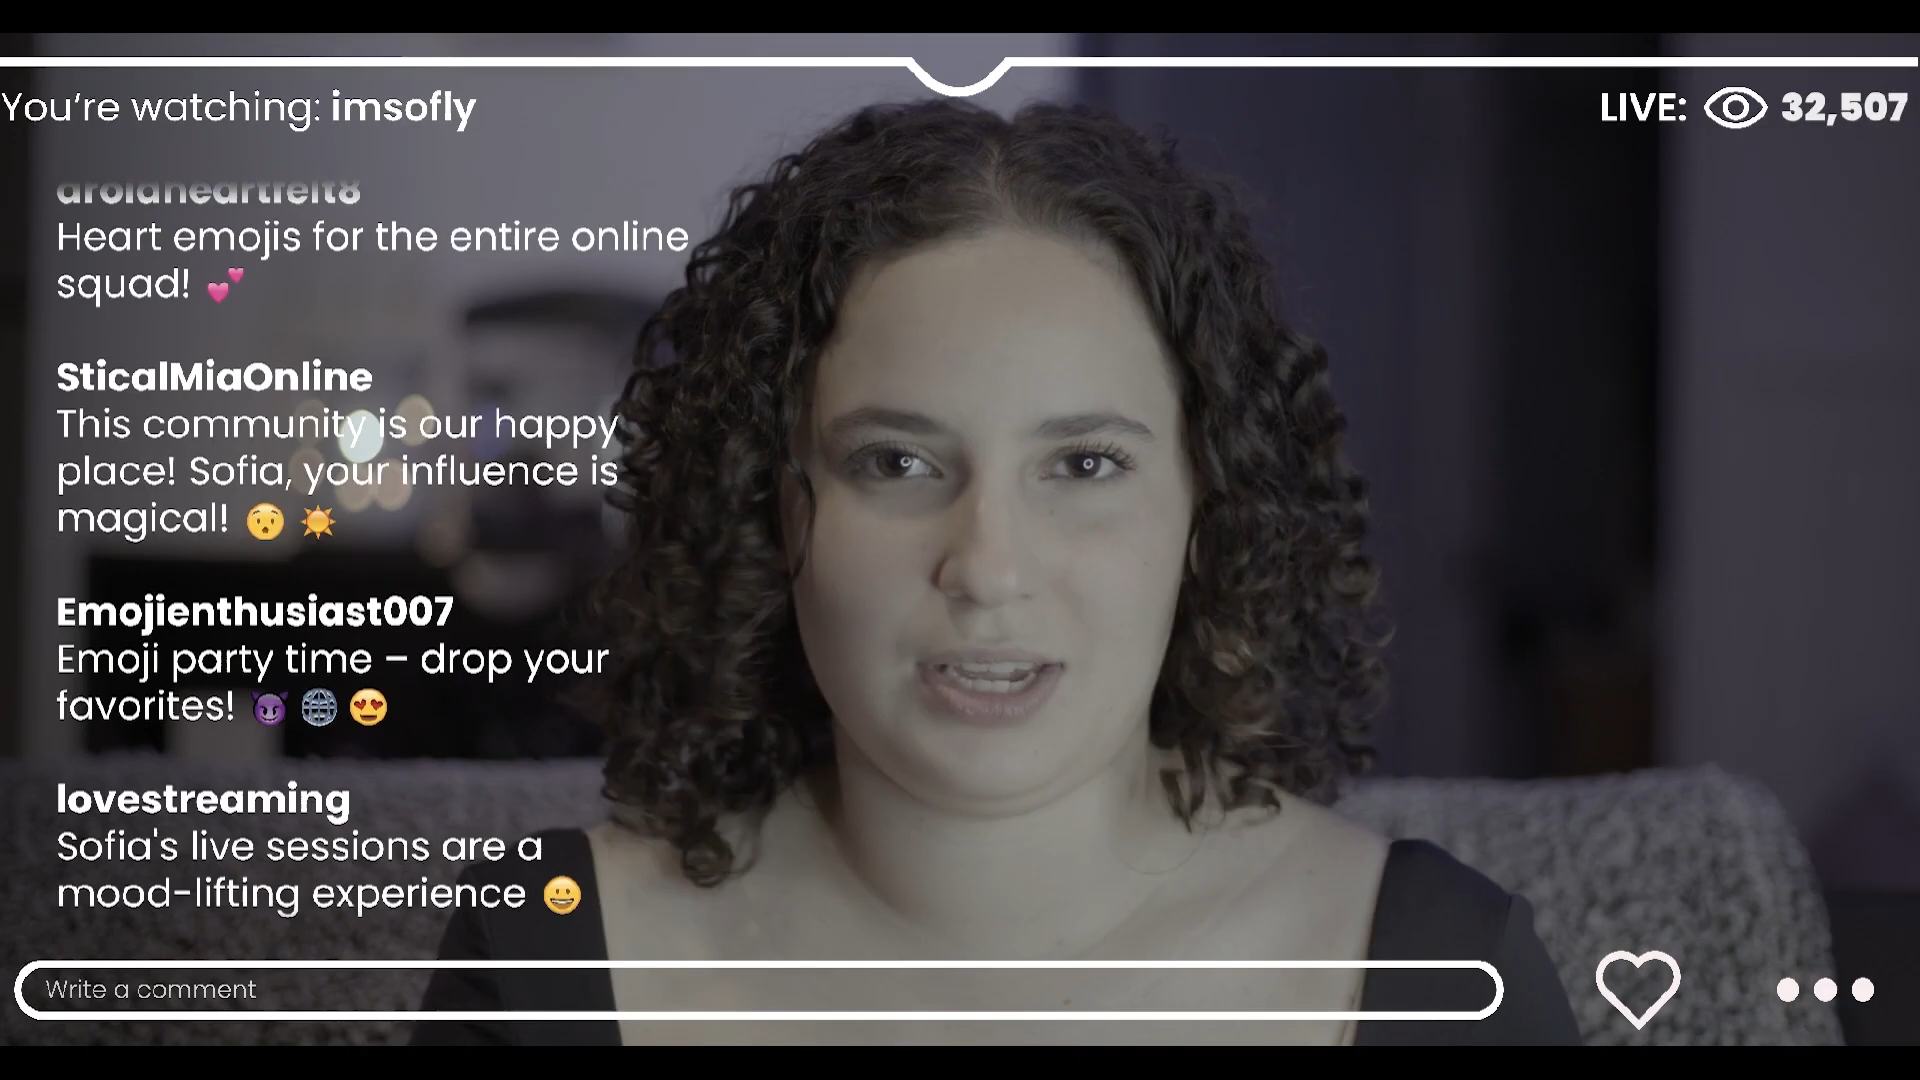 You're watching: imsofly
LIVE: 32,507
Heart emojis for the entire online
squad! 💕
SticalMiaOnline
This community is our happy
place! Sofia, your influence is
magical! 😯 ☀️
Emojienthusiast007
Emoji party time – drop your
favorites! 😈 🌐 😍
lovestreaming
Sofia's live sessions are a
mood-lifting experience 😀
Write a comment